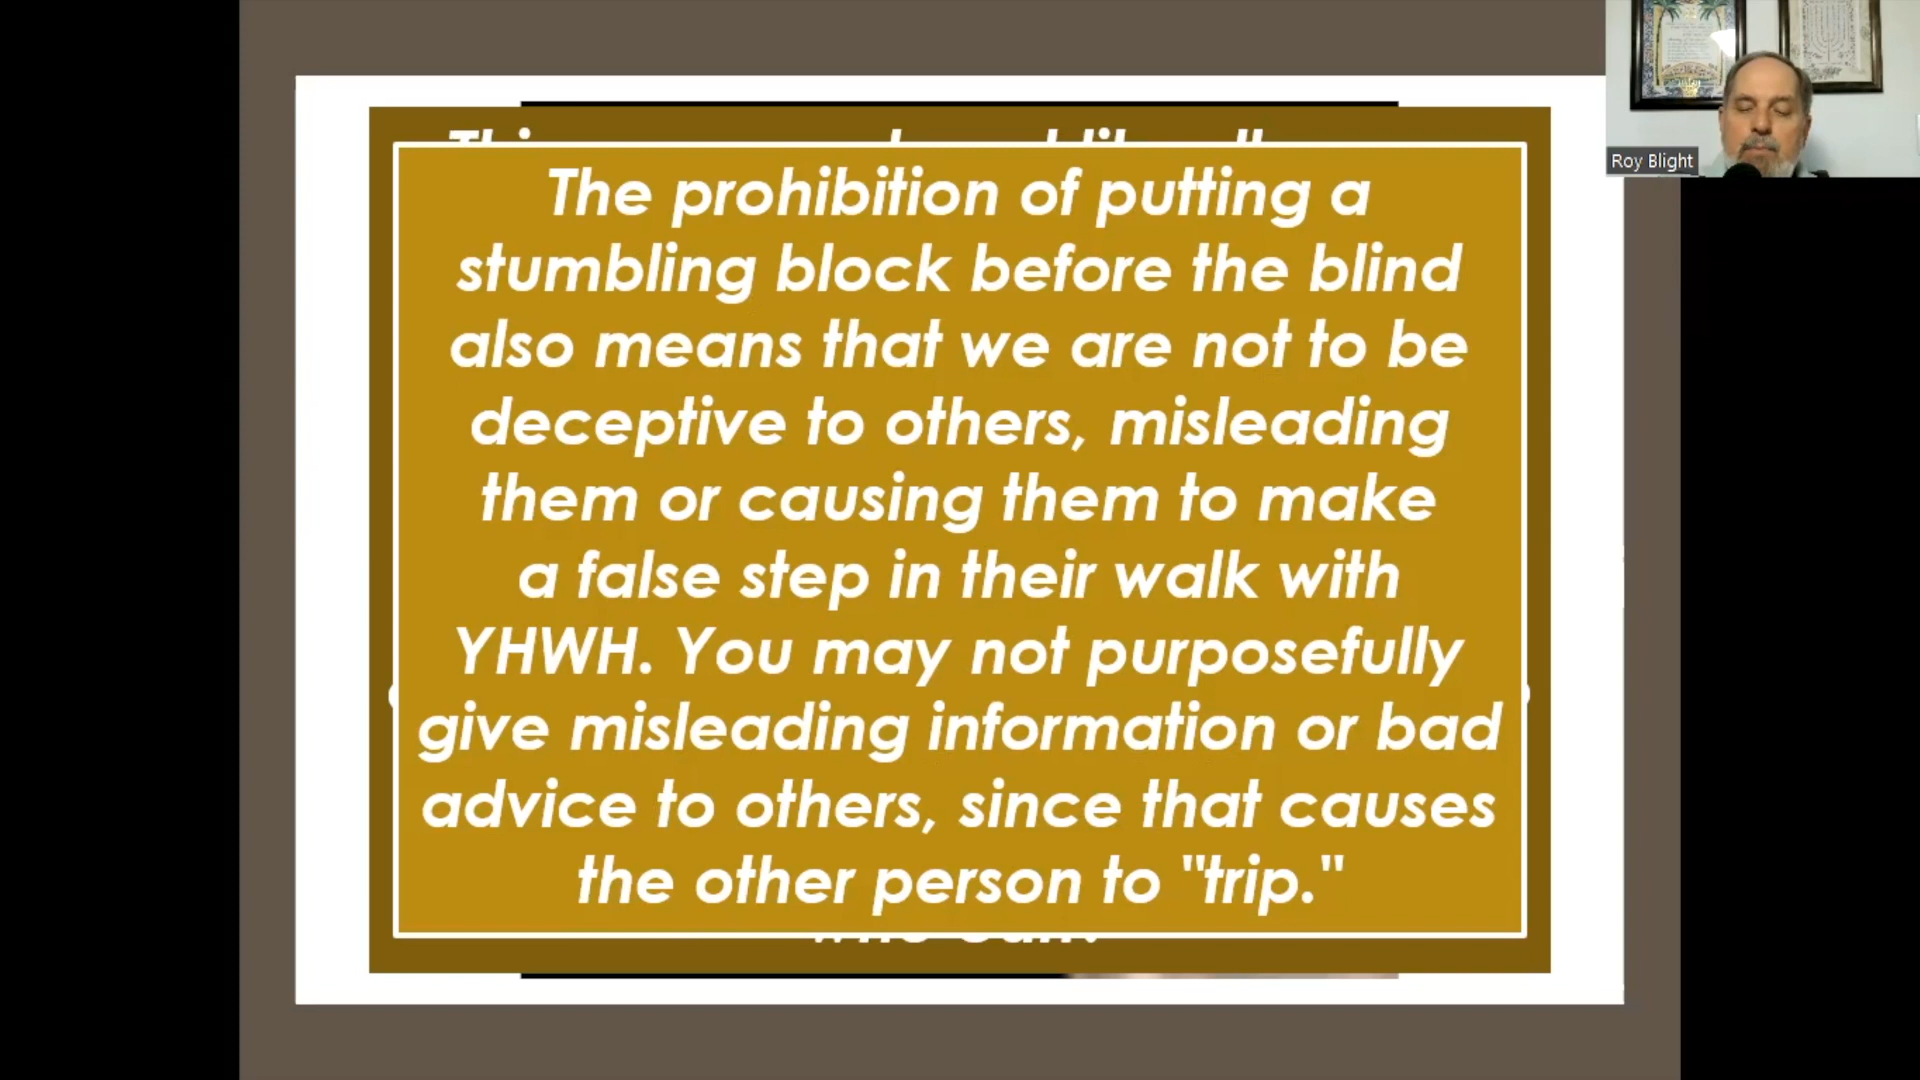 The prohibition of putting a
stumbling block before the blind
also means that we are not to be
deceptive to others, misleading
them or causing them to make
a false step in their walk with
YHWH. You may not purposefully
give misleading information or bad
advice to others, since that causes
the other person to "trip."
Roy Blight